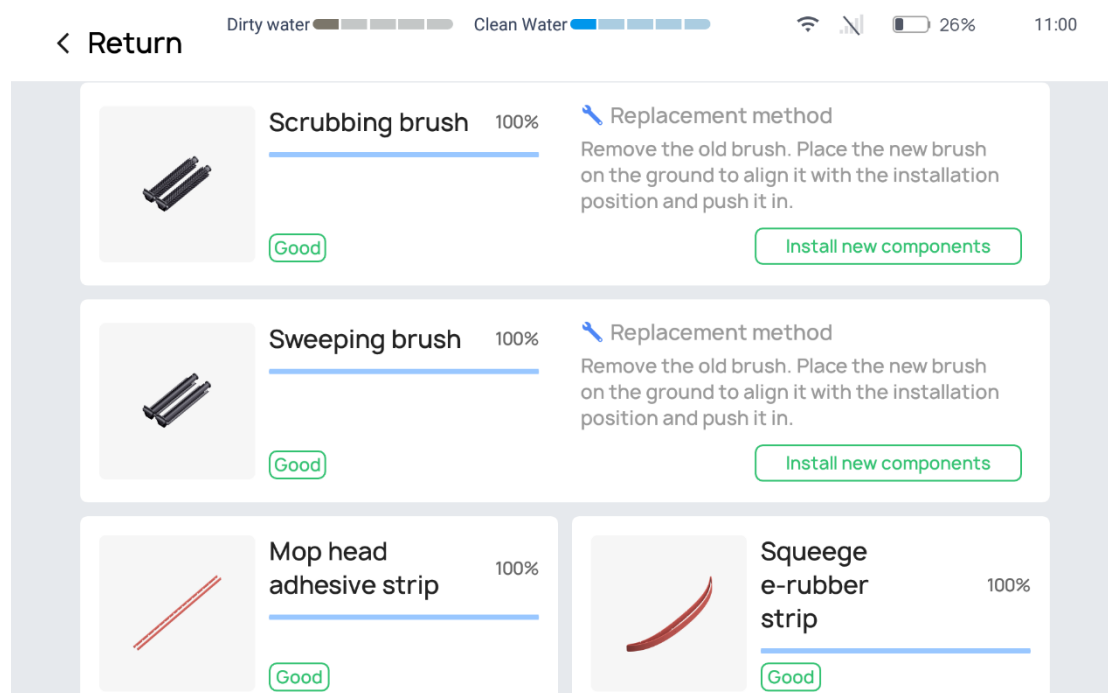 Dirty water
Clean Water
26%
11:00
Return
Scrubbing brush
100%
Good
Replacement method
Remove the old brush. Place the new brush
on the ground to align it with the installation
position and push it in.
Install new components
Sweeping brush
100%
Good
Replacement method
Remove the old brush. Place the new brush
on the ground to align it with the installation
position and push it in.
Install new components
Mop head
adhesive strip
100%
Good
Squeege
e-rubber
strip
100%
Good